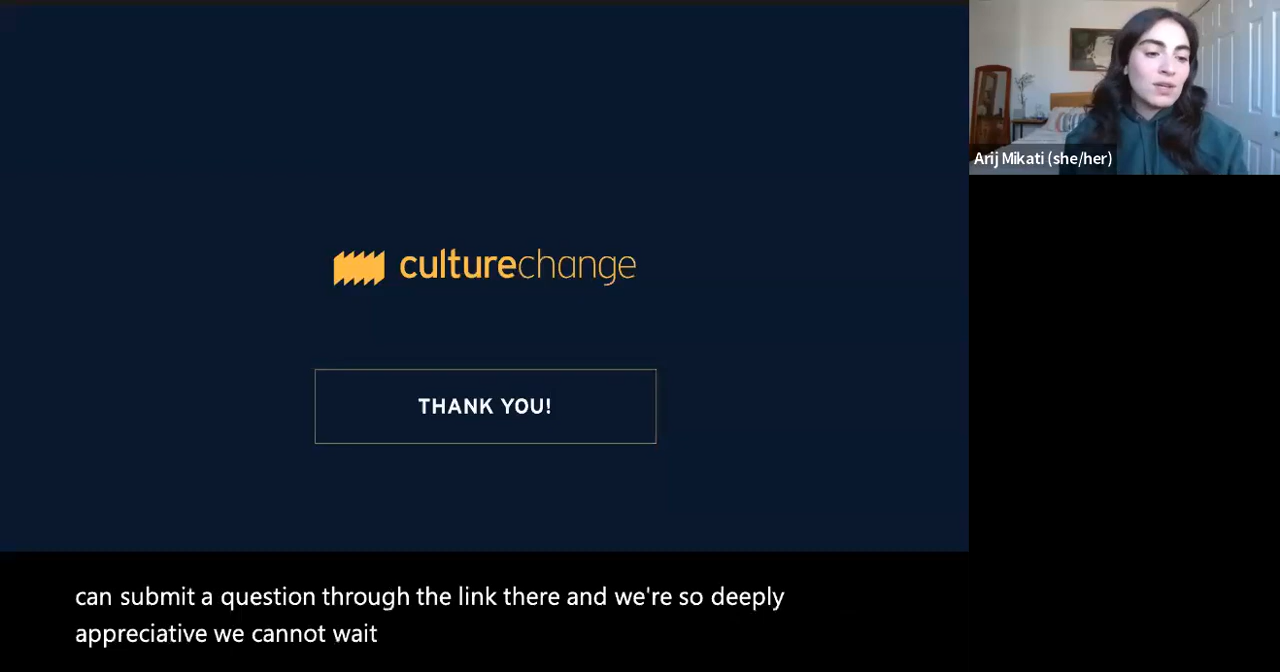 culturechange
THANK YOU!
Arij Mikati (she/her)
can submit a question through the link there and we're so deeply
appreciative we cannot wait